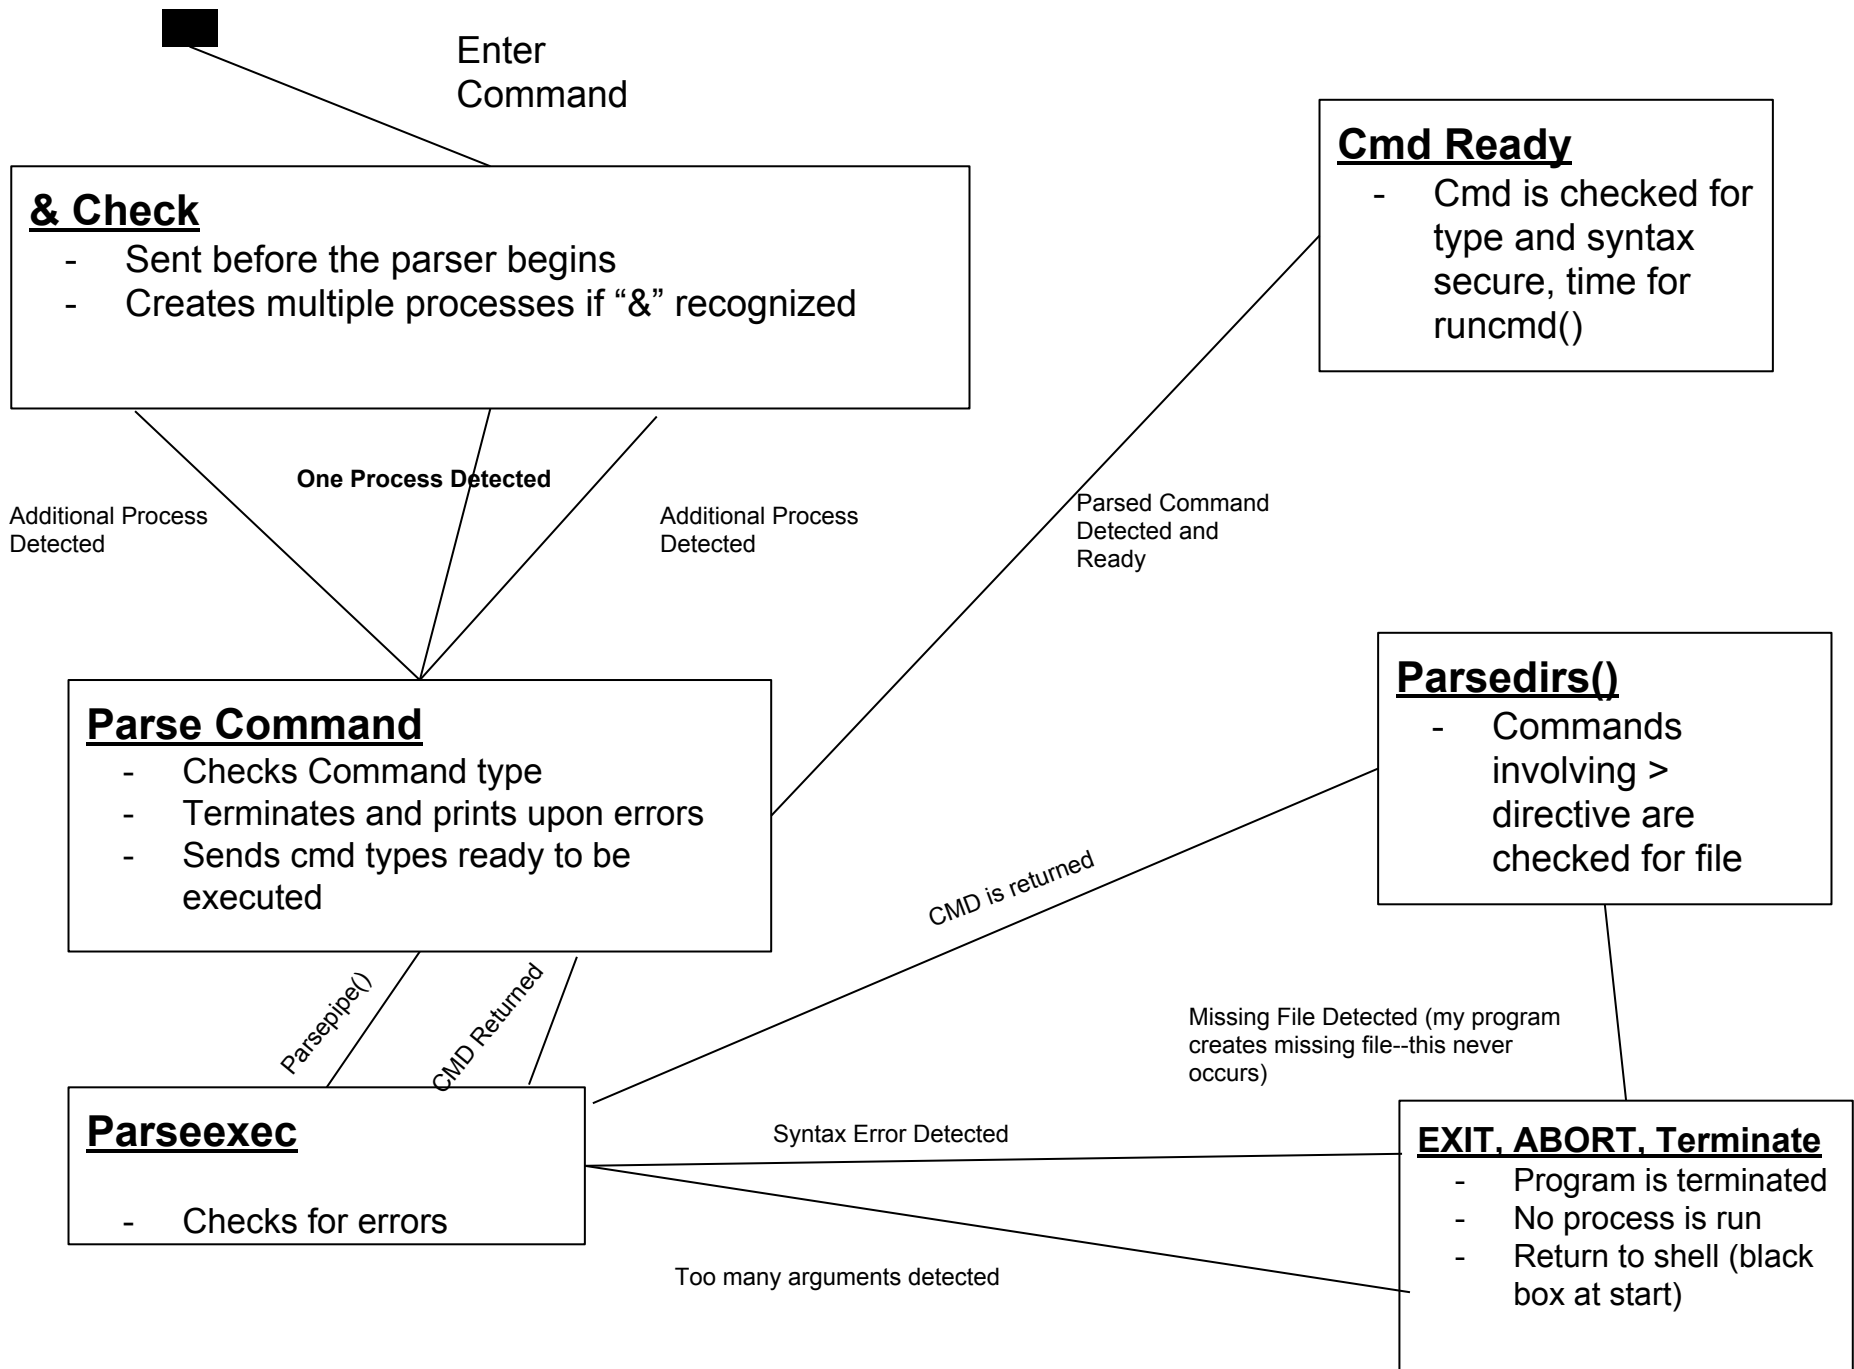 Enter
Command
& Check
- Sent before the parser begins
- Creates multiple processes if “&” recognized
Cmd Ready
- Cmd is checked for
type and syntax
secure, time for
runcmd()
One Process Detected
Additional Process
Detected
Additional Process
Detected
Parsed Command
Detected and
Ready
Parse Command
- Checks Command type
- Terminates and prints upon errors
- Sends cmd types ready to be
executed
Parsedirs()
- Commands
involving >
directive are
checked for file
CMD is returned
Parsepipe()
CMD Returned
Missing File Detected (my program
creates missing file--this never
occurs)
Parseexec
- Checks for errors
Syntax Error Detected
Too many arguments detected
EXIT, ABORT, Terminate
- Program is terminated
- No process is run
- Return to shell (black
box at start)